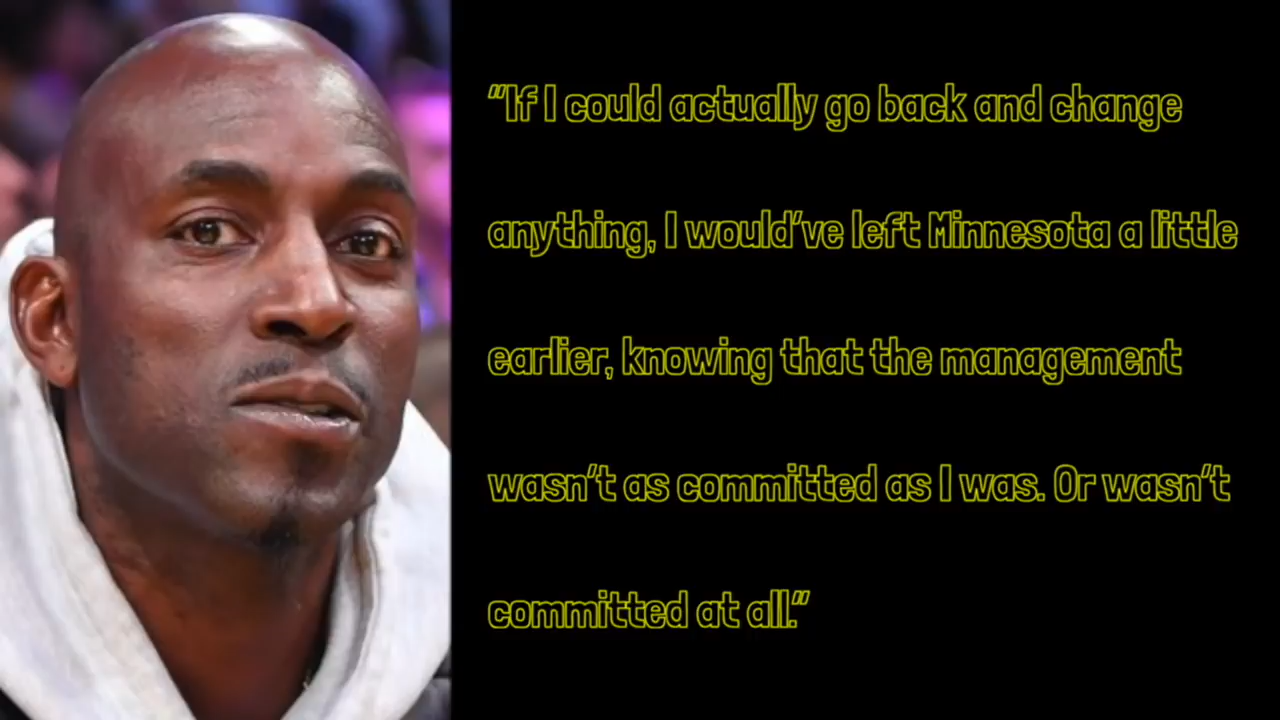 “If I could actually go back and change
anything, I would’ve left Minnesota a little
earlier, knowing that the management
wasn’t as committed as I was. Or wasn’t
committed at all.”